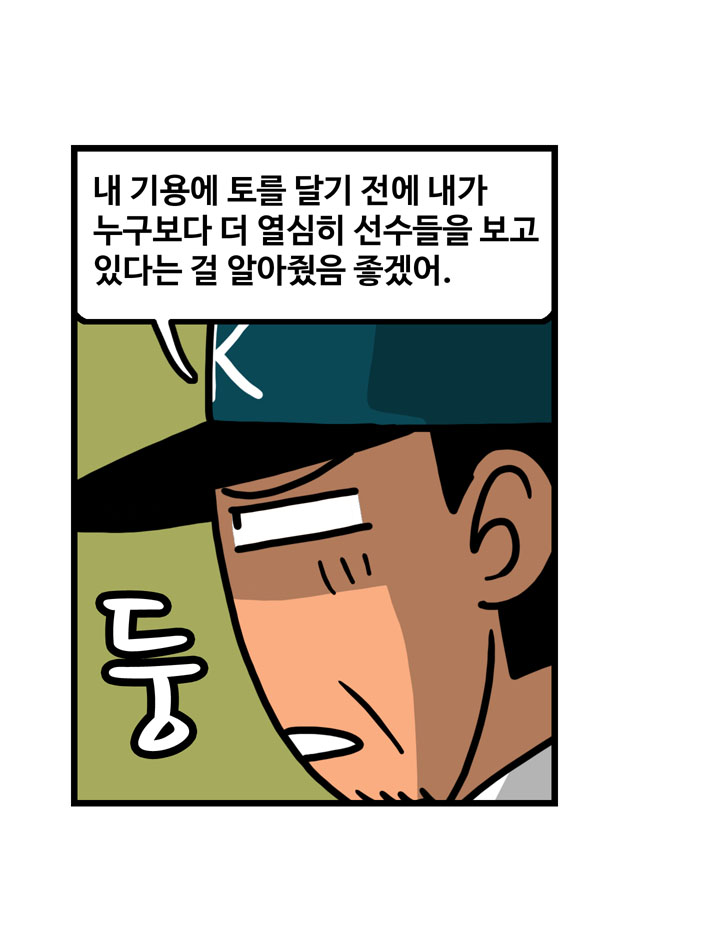 내 기용에 토를 달기 전에 내가
누구보다 더 열심히 선수들을 보고
있다는 걸 알아줬음 좋겠어.
K
둥